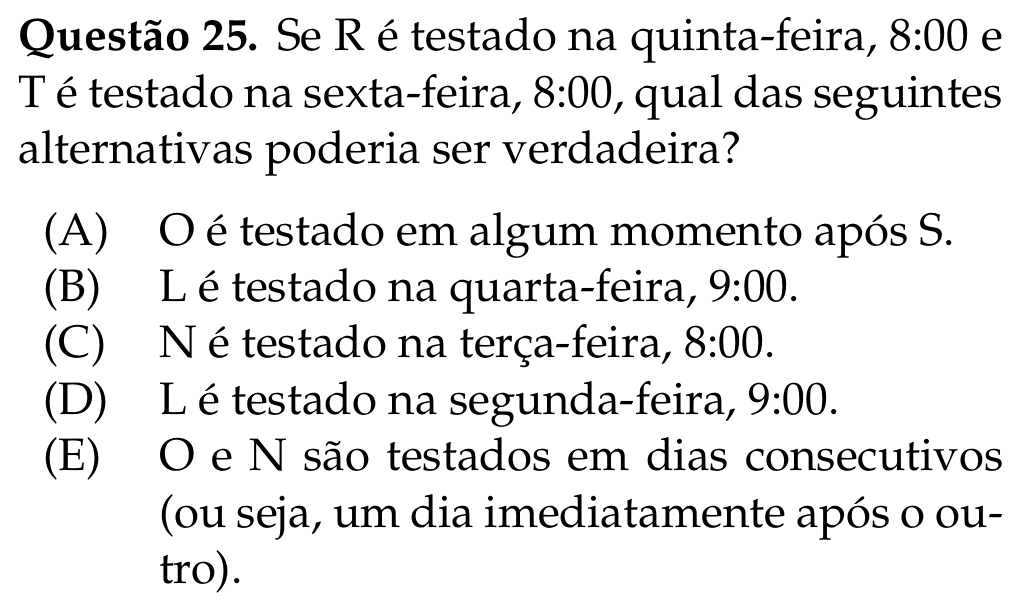 Questão 25. Se R é testado na quinta-feira, 8:00 e
T é testado na sexta-feira, 8:00, qual das seguintes
alternativas poderia ser verdadeira?
(A) O é testado em algum momento após S.
(B) L é testado na quarta-feira, 9:00.
(C) N é testado na terça-feira, 8:00.
(D) L é testado na segunda-feira, 9:00.
(E) O e N são testados em dias consecutivos
(ou seja, um dia imediatamente após o ou-
tro).